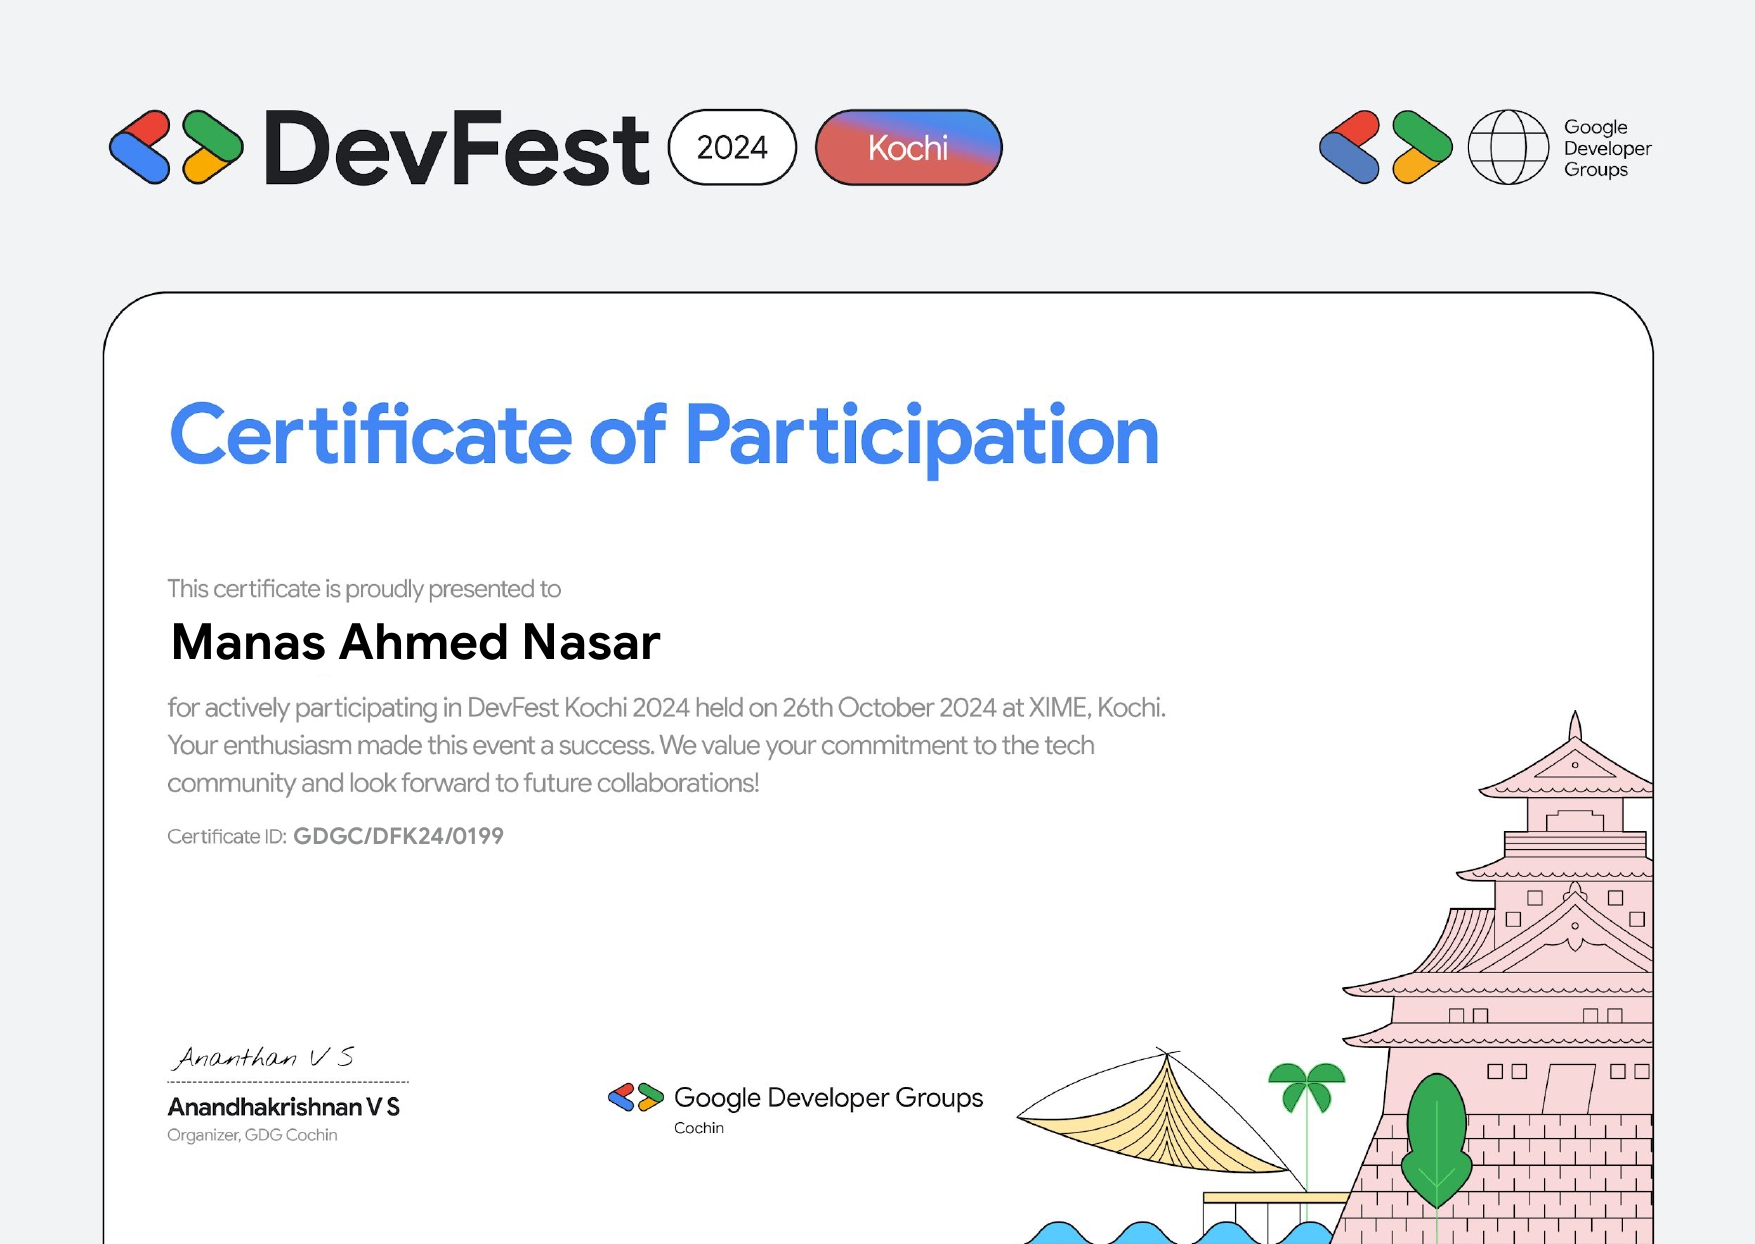 DevFest 2024 Kochi
Google
Developer
Groups
Certificate of Participation
This certificate is proudly presented to
Manas Ahmed Nasar
for actively participating in DevFest Kochi 2024 held on 26th October 2024 at XIME, Kochi.
Your enthusiasm made this event a success. We value your commitment to the tech
community and look forward to future collaborations!
Certificate ID: GDGC/DFK24/0199
Ananthan V S
Anandhakrishnan V S
Organizer, GDG Cochin
Google Developer Groups
Cochin